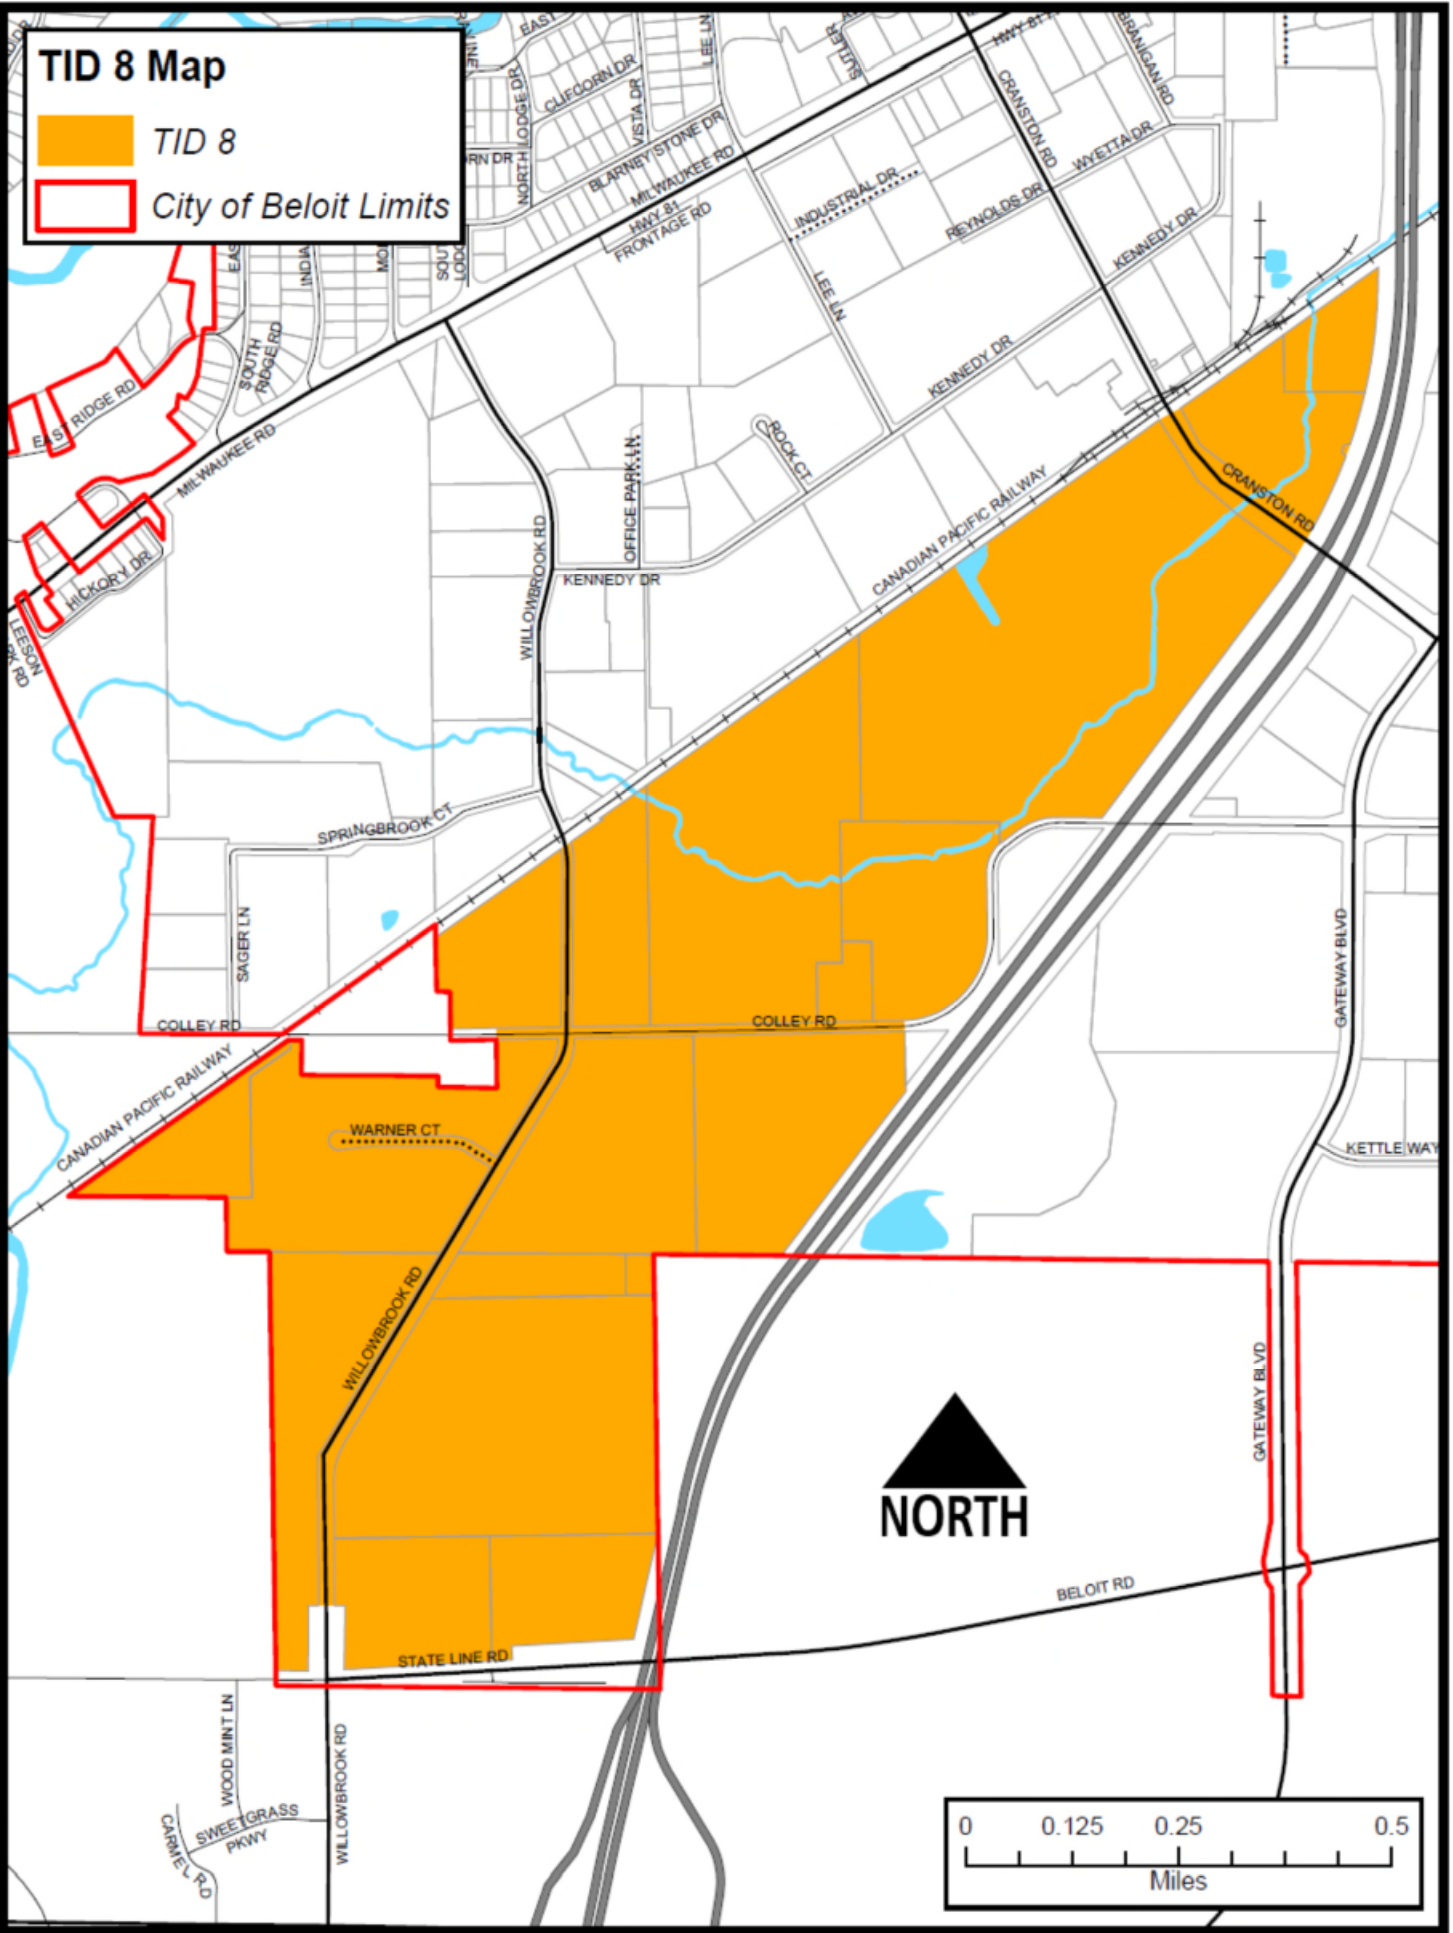 TID 8 Map
TID 8
City of Beloit Limits
EAST
LEE LN
CLIFCORN DR
VISTA DR
NORTH LODGE DR
BLARNEY STONE DR
MILWAUKEE RD
HWY 81
FRONTAGE RD
CRANSTON RD
WYETTA DR
INDUSTRIAL DR
REYNOLDS DR
KENNEDY DR
LEE LN
KENNEDY DR
SOUTH
RIDGE RD
EAST RIDGE RD
MILWAUKEE RD
ROCK CT
OFFICE PARK LN
CANADIAN PACIFIC RAILWAY
CRANSTON RD
WILLOWBROOK RD
KENNEDY DR
HICKORY DR
LEESON
SPRINGBROOK CT
SAGER LN
GATEWAY BLVD
COLLEY RD
COLLEY RD
CANADIAN PACIFIC RAILWAY
WARNER CT
KETTLE WAY
WILLOWBROOK RD
GATEWAY BLVD
NORTH
BELOIT RD
STATE LINE RD
WOOD MINT LN
WILLOWBROOK RD
SWEETGRASS
PKWY
CARMEL RD
0 0.125 0.25 0.5
Miles